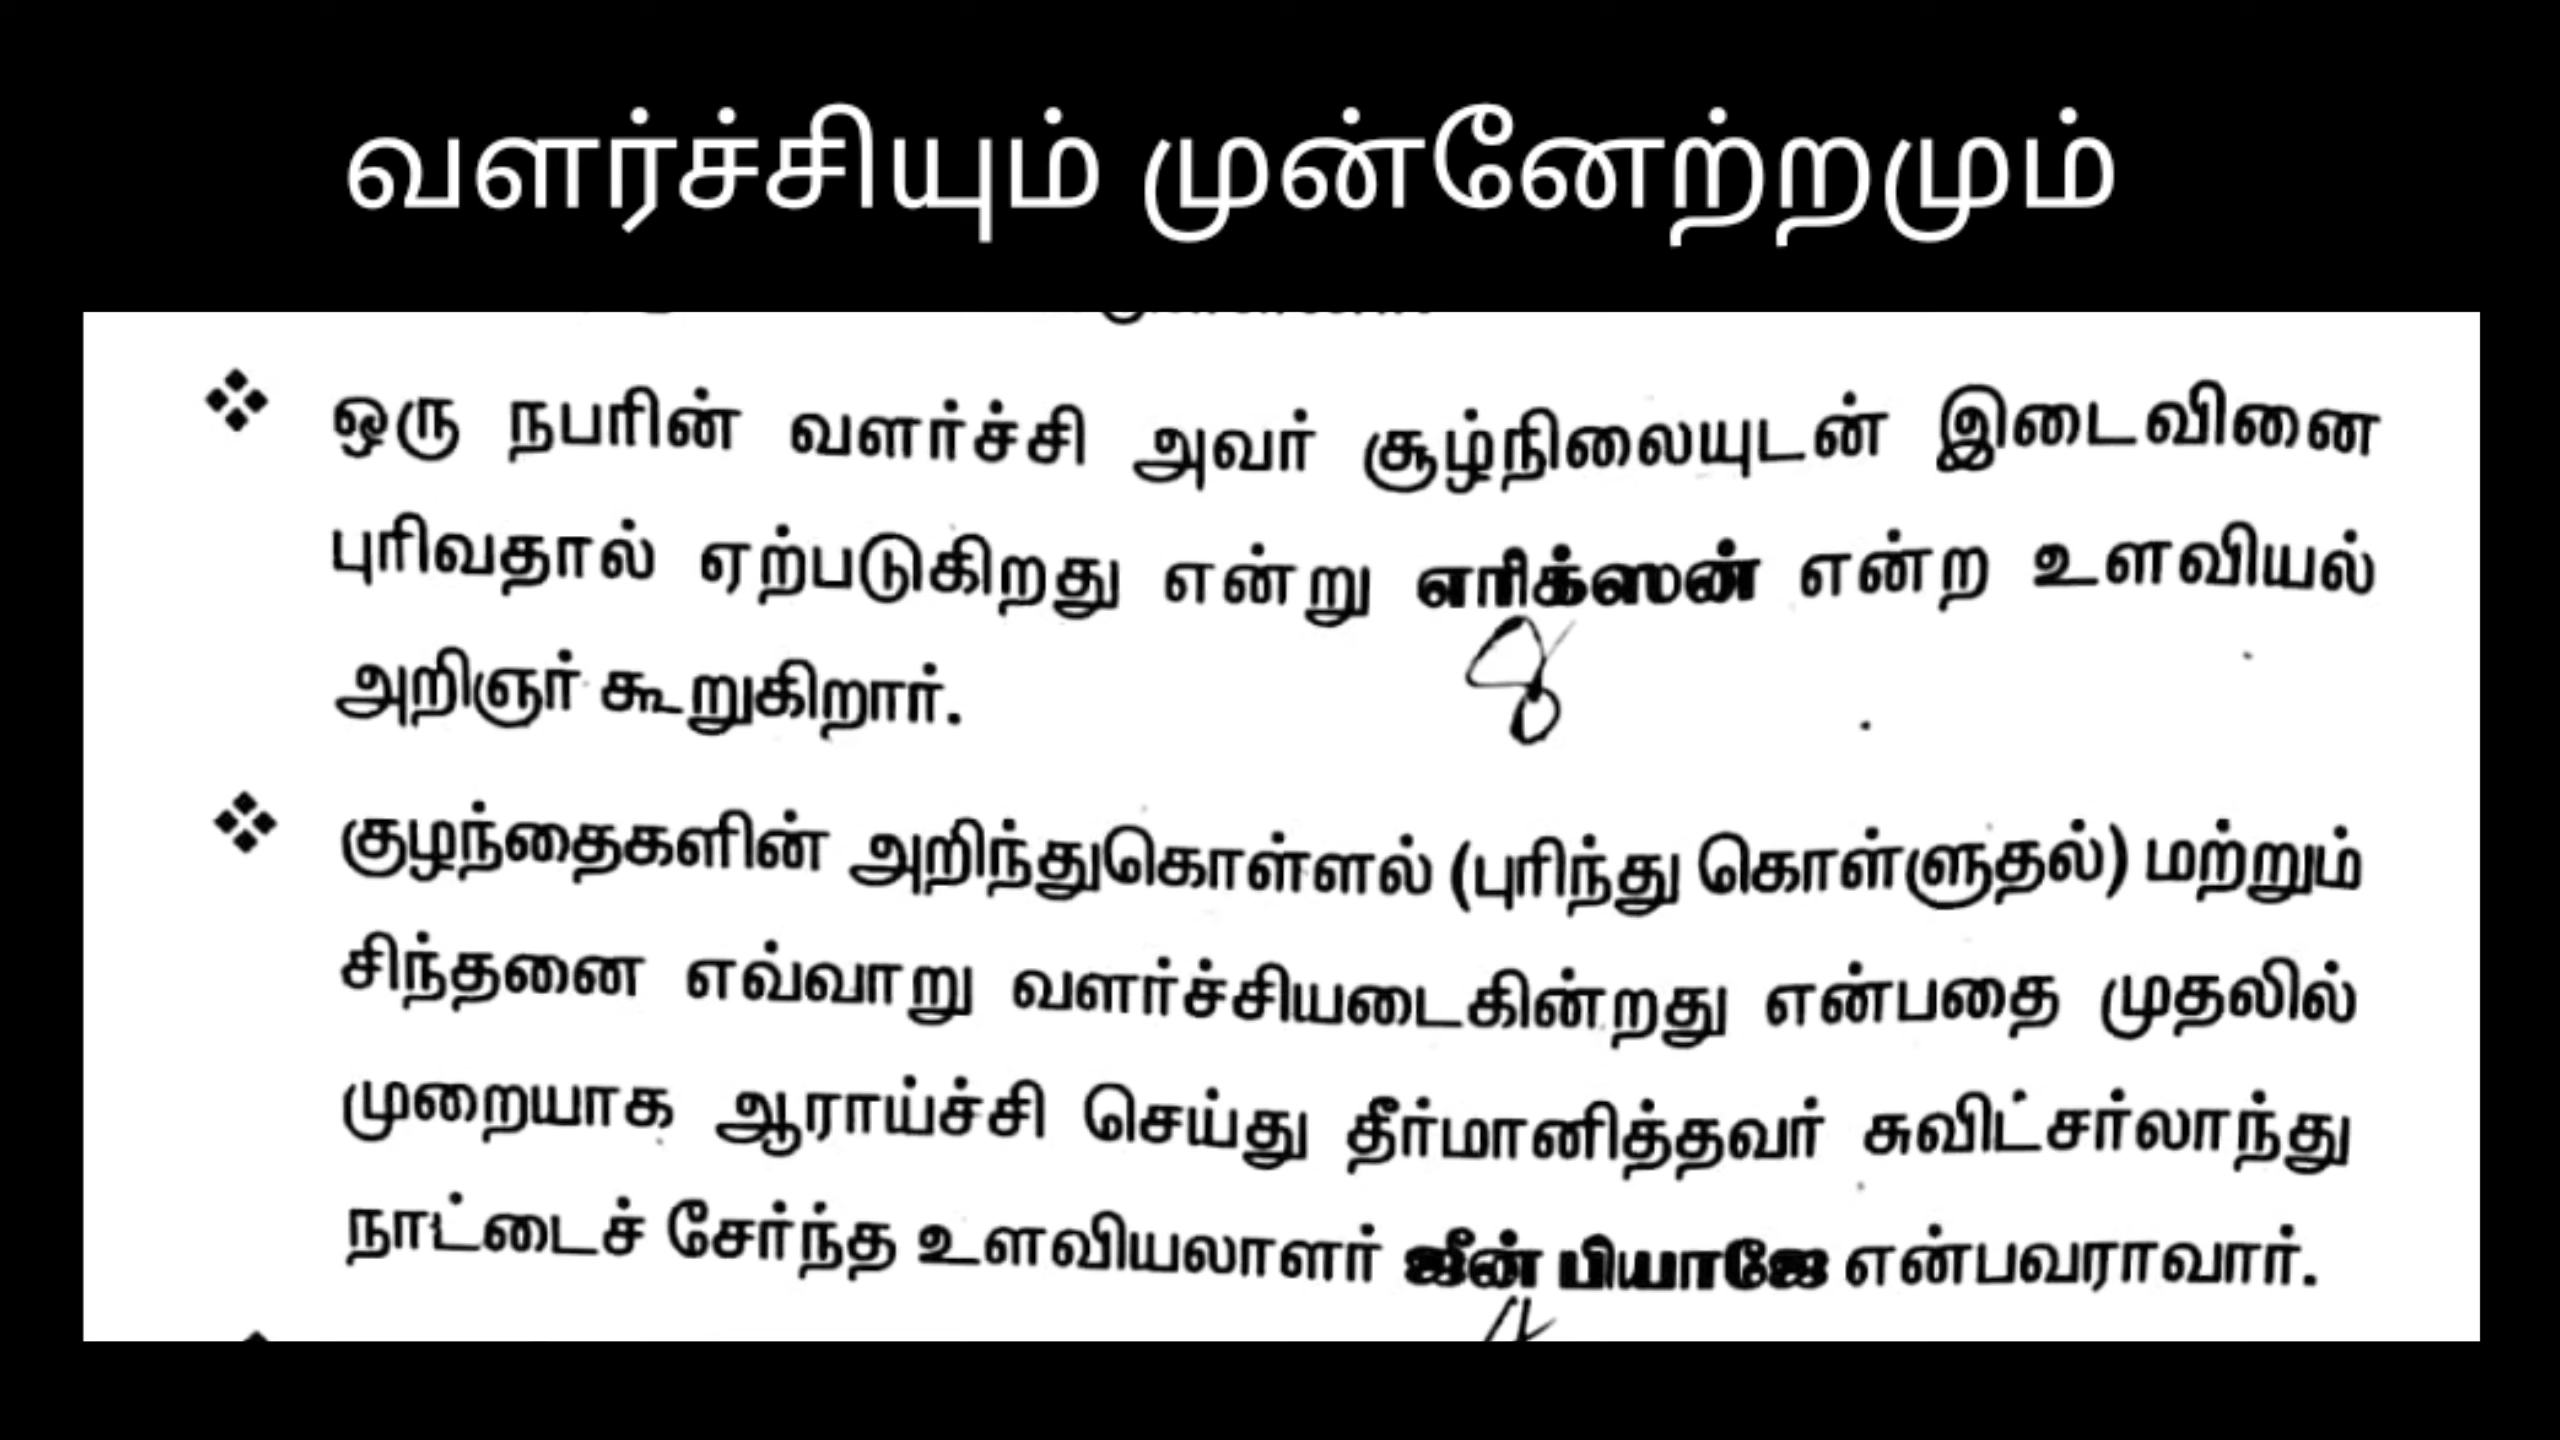 வளர்ச்சியும் முன்னேற்றமும்
❖ ஒரு நபரின் வளர்ச்சி அவர் சூழ்நிலையுடன் இடைவினை
புரிவதால் ஏற்படுகிறது என்று எரிக்ஸன் என்ற உளவியல்
அறிஞர் கூறுகிறார்.
8
❖ குழந்தைகளின் அறிந்துகொள்ளல் (புரிந்து கொள்ளுதல்) மற்றும்
சிந்தனை எவ்வாறு வளர்ச்சியடைகின்றது என்பதை முதலில்
முறையாக ஆராய்ச்சி செய்து தீர்மானித்தவர் சுவிட்சர்லாந்து
நாட்டைச் சேர்ந்த உளவியலாளர் ஜீன் பியாஜே என்பவராவார்.